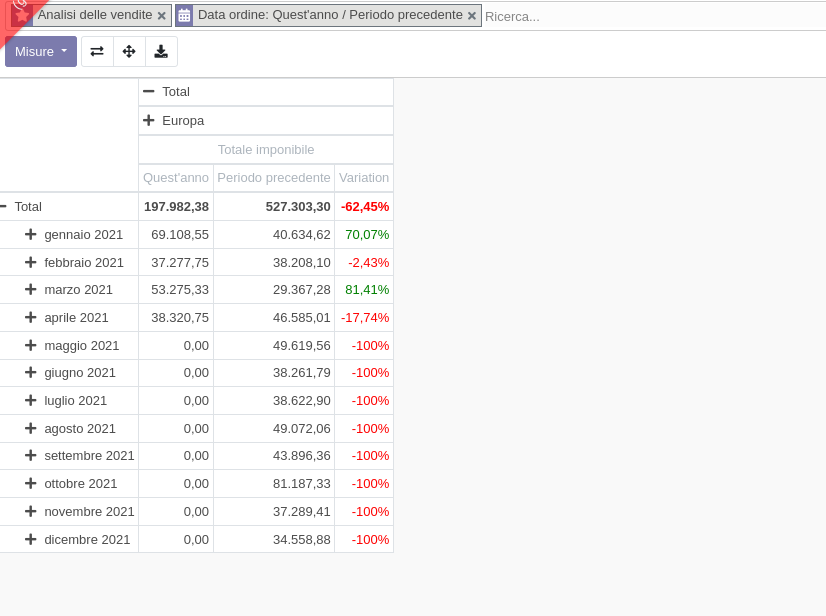 Analisi delle vendite × Data ordine: Quest'anno / Periodo precedente × Ricerca...
Misure
Total
Europa
Totale imponibile
Quest'anno Periodo precedente Variation
Total 197.982,38 527.303,30 -62,45%
gennaio 2021 69.108,55 40.634,62 70,07%
febbraio 2021 37.277,75 38.208,10 -2,43%
marzo 2021 53.275,33 29.367,28 81,41%
aprile 2021 38.320,75 46.585,01 -17,74%
maggio 2021 0,00 49.619,56 -100%
giugno 2021 0,00 38.261,79 -100%
luglio 2021 0,00 38.622,90 -100%
agosto 2021 0,00 49.072,06 -100%
settembre 2021 0,00 43.896,36 -100%
ottobre 2021 0,00 81.187,33 -100%
novembre 2021 0,00 37.289,41 -100%
dicembre 2021 0,00 34.558,88 -100%